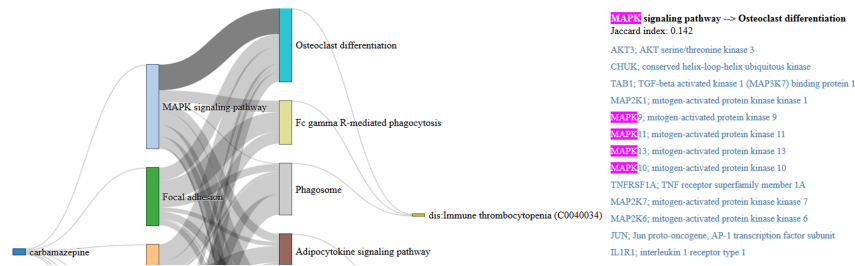 Osteoclast differentiation
MAPK signaling pathway
Fc gamma R-mediated phagocytosis
Focal adhesion
Phagosome
dis:Immune thrombocytopenia (C0040034)
carbamazepine
Adipocytokine signaling pathway
MAPK signaling pathway --> Osteoclast differentiation
Jaccard index: 0.142
AKT3; AKT serine/threonine kinase 3
CHUK; conserved helix-loop-helix ubiquitous kinase
TAB1; TGF-beta activated kinase 1 (MAP3K7) binding protein 1
MAP2K1; mitogen-activated protein kinase kinase 1
MAPK9; mitogen-activated protein kinase 9
MAPK11; mitogen-activated protein kinase 11
MAPK13; mitogen-activated protein kinase 13
MAPK10; mitogen-activated protein kinase 10
TNFRSF1A; TNF receptor superfamily member 1A
MAP2K7; mitogen-activated protein kinase kinase 7
MAP2K6; mitogen-activated protein kinase kinase 6
JUN; Jun proto-oncogene, AP-1 transcription factor subunit
IL1R1; interleukin 1 receptor type 1